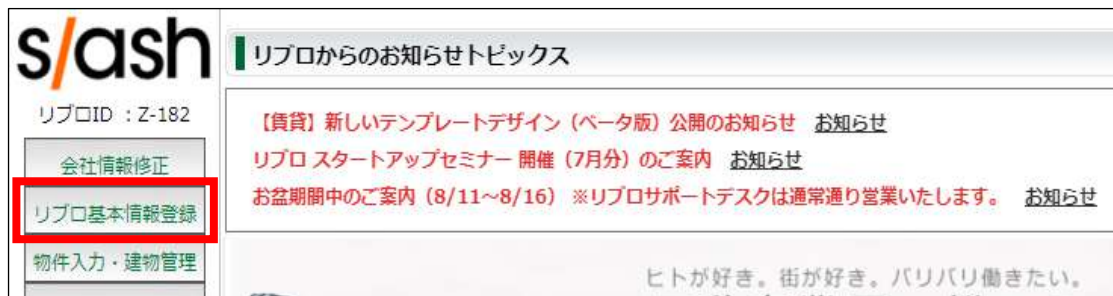 s/ash
リブロID ：Z-182
会社情報修正
リブロ基本情報登録
物件入力・建物管理
リブロからのお知らせトピックス
【賃貸】新しいテンプレートデザイン（ベータ版）公開のお知らせ お知らせ
リブロ スタートアップセミナー 開催（7月分）のご案内 お知らせ
お盆期間中のご案内（8/11～8/16）※リブロサポートデスクは通常通り営業いたします。 お知らせ
ヒトが好き。街が好き。バリバリ働きたい。